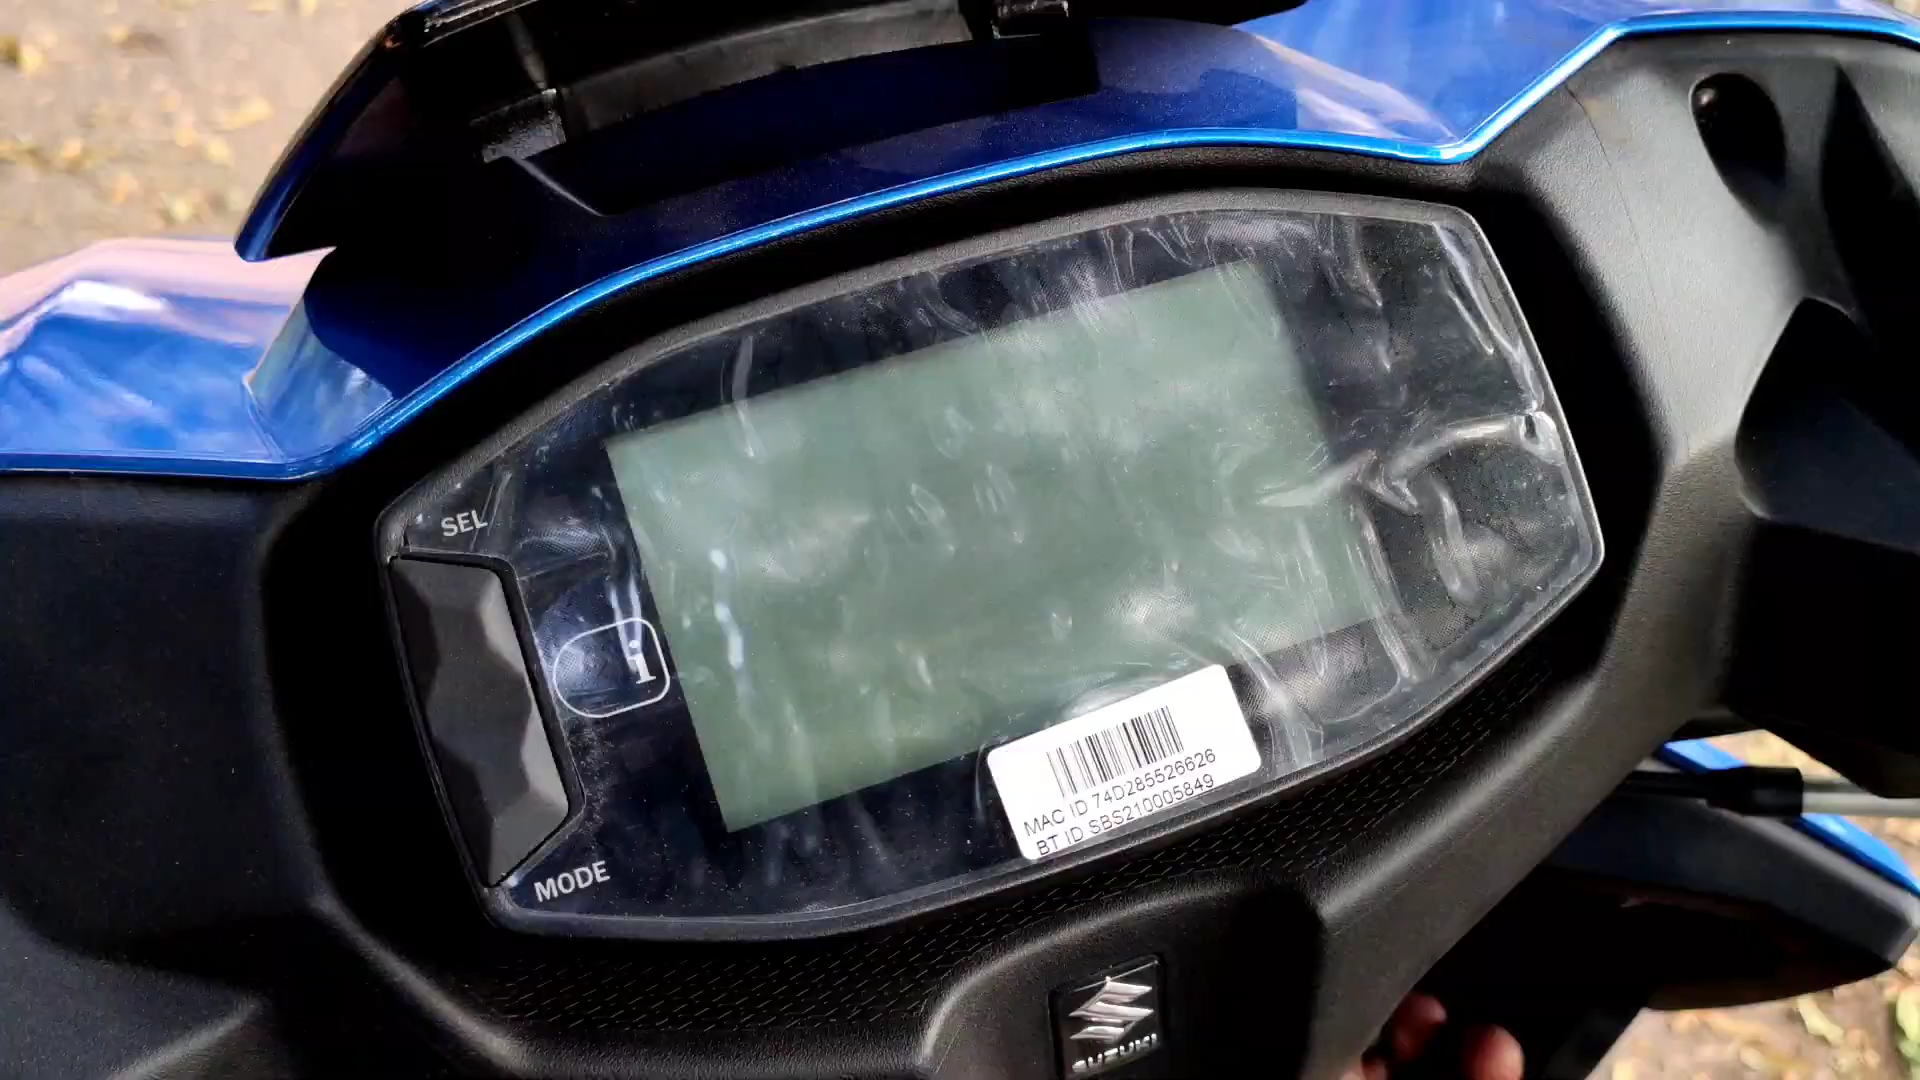 SEL
i
MAC ID 74D285526626
BT ID SBS210005849
MODE
SUZUKI